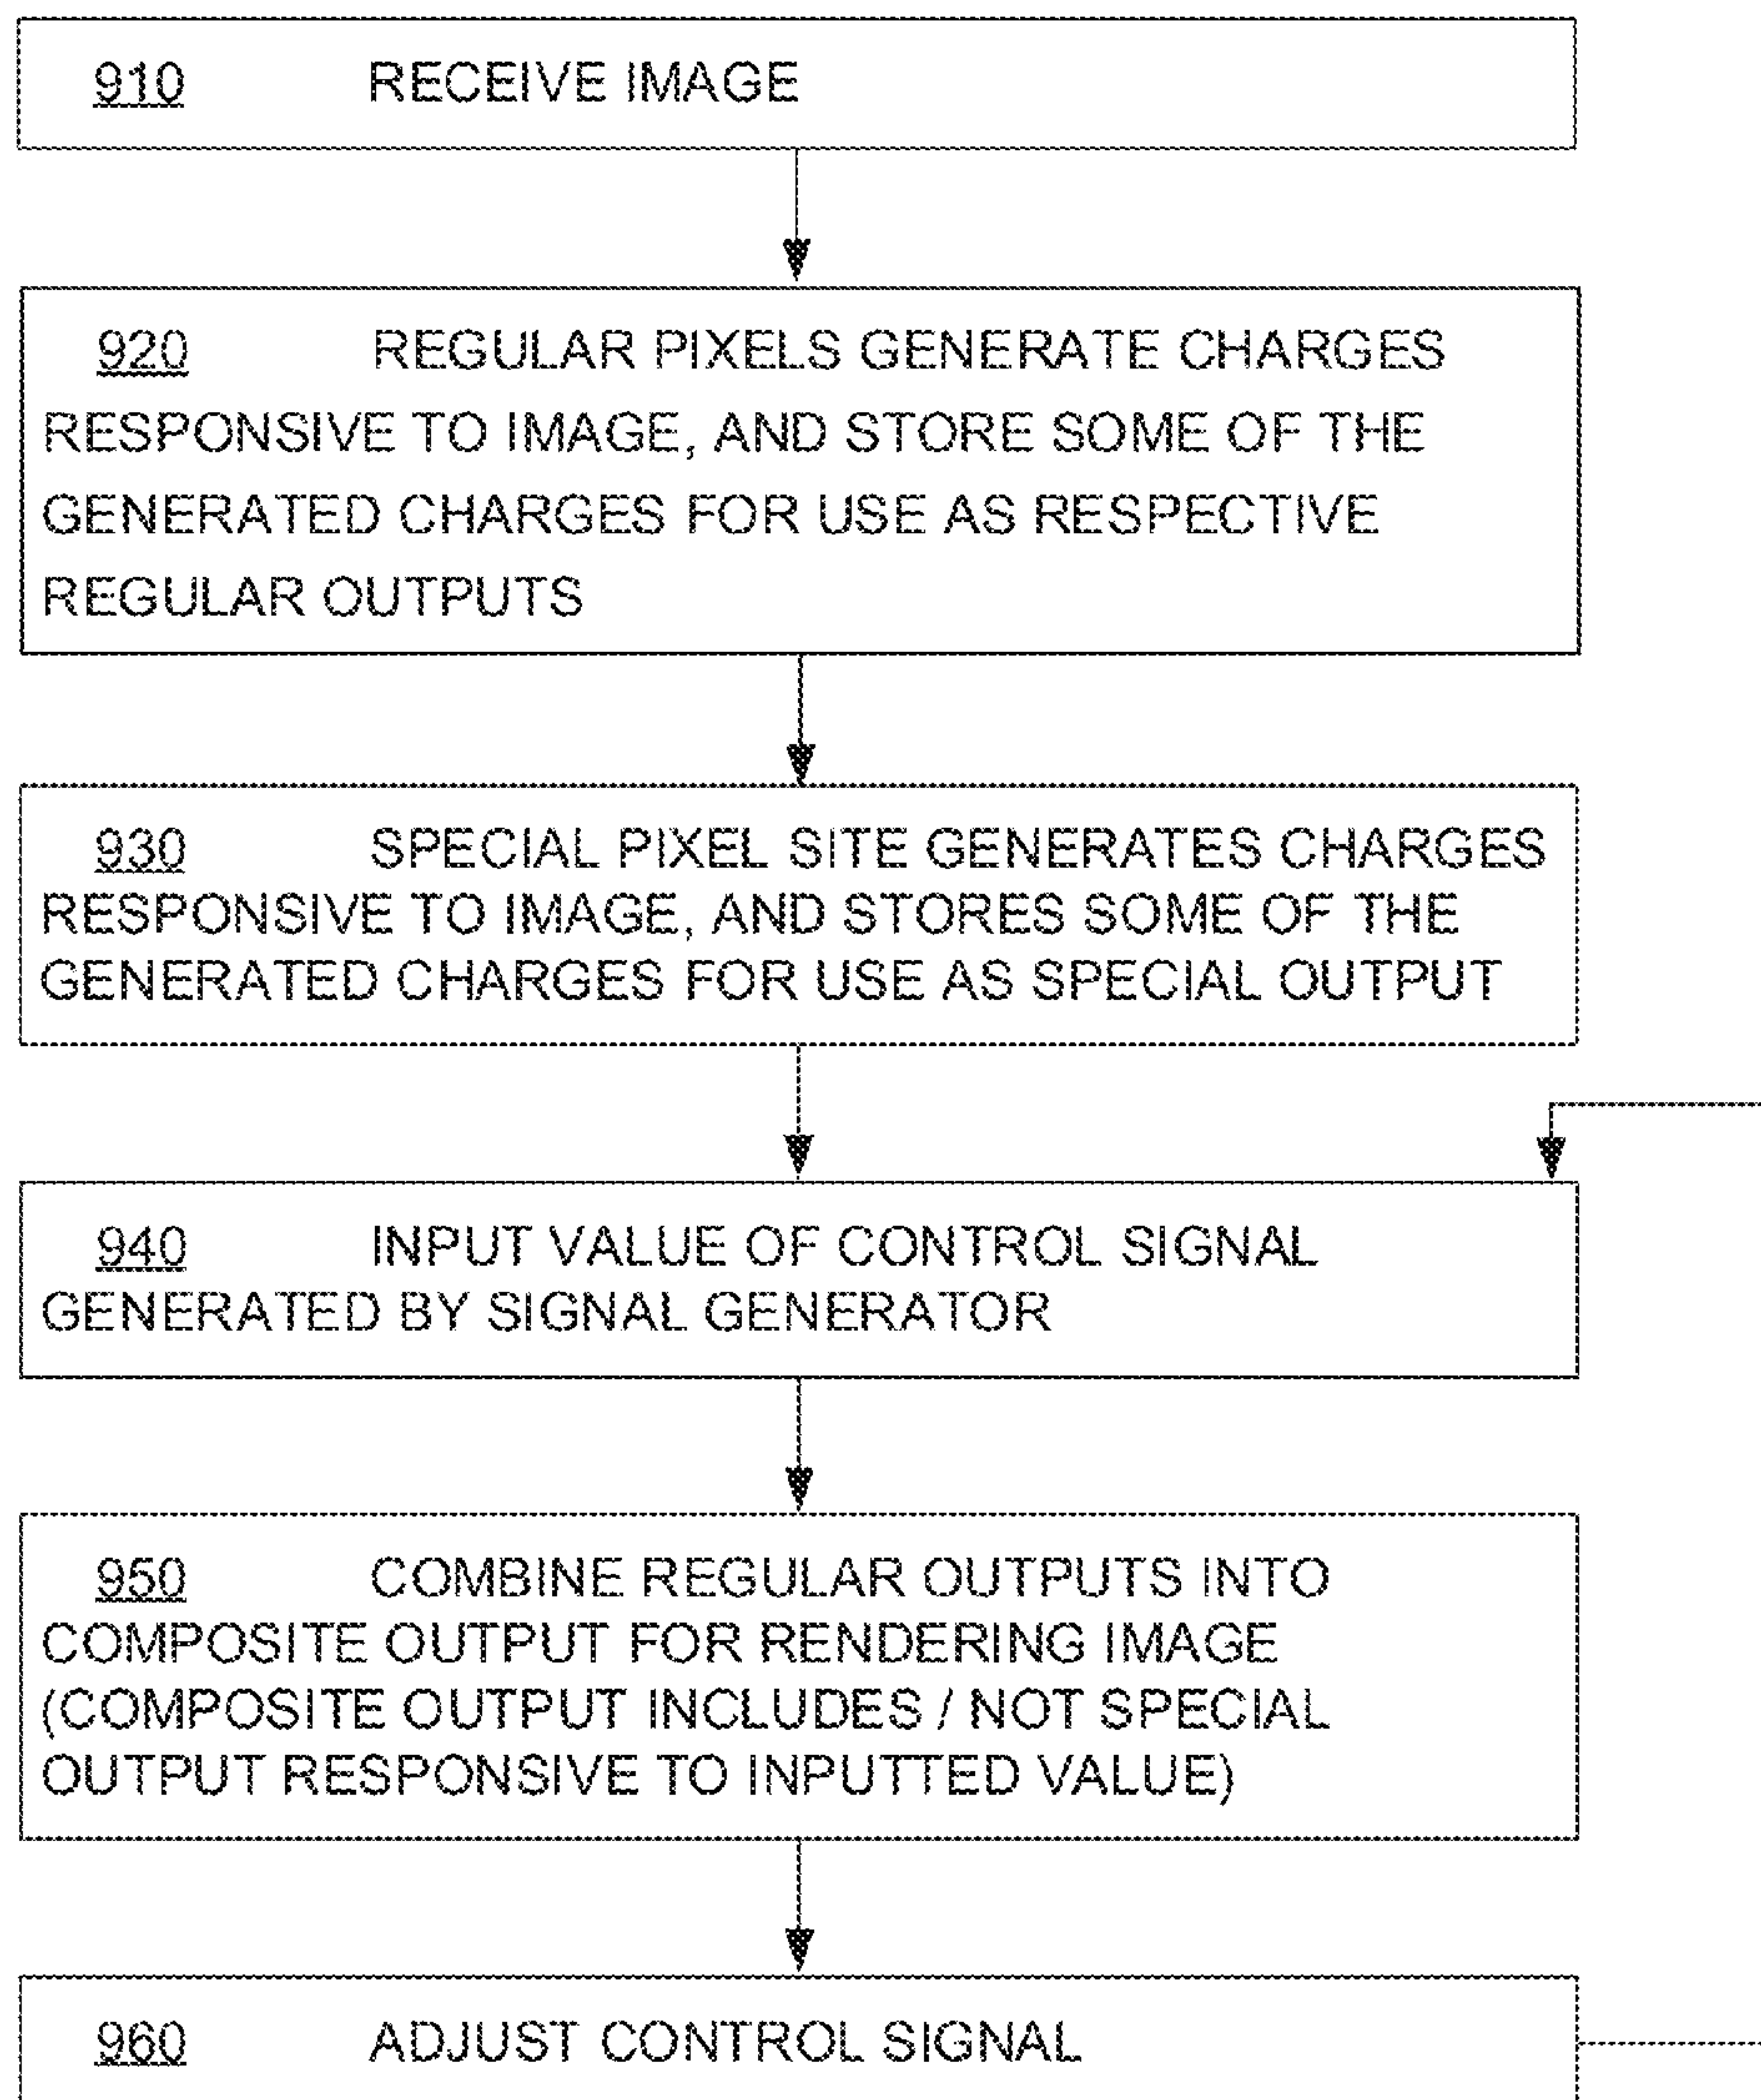 910 RECEIVE IMAGE
920 REGULAR PIXELS GENERATE CHARGES
RESPONSIVE TO IMAGE, AND STORE SOME OF THE
GENERATED CHARGES FOR USE AS RESPECTIVE
REGULAR OUTPUTS
930 SPECIAL PIXEL SITE GENERATES CHARGES
RESPONSIVE TO IMAGE, AND STORES SOME OF THE
GENERATED CHARGES FOR USE AS SPECIAL OUTPUT
940 INPUT VALUE OF CONTROL SIGNAL
GENERATED BY SIGNAL GENERATOR
950 COMBINE REGULAR OUTPUTS INTO
COMPOSITE OUTPUT FOR RENDERING IMAGE
(COMPOSITE OUTPUT INCLUDES / NOT SPECIAL
OUTPUT RESPONSIVE TO INPUTTED VALUE)
960 ADJUST CONTROL SIGNAL